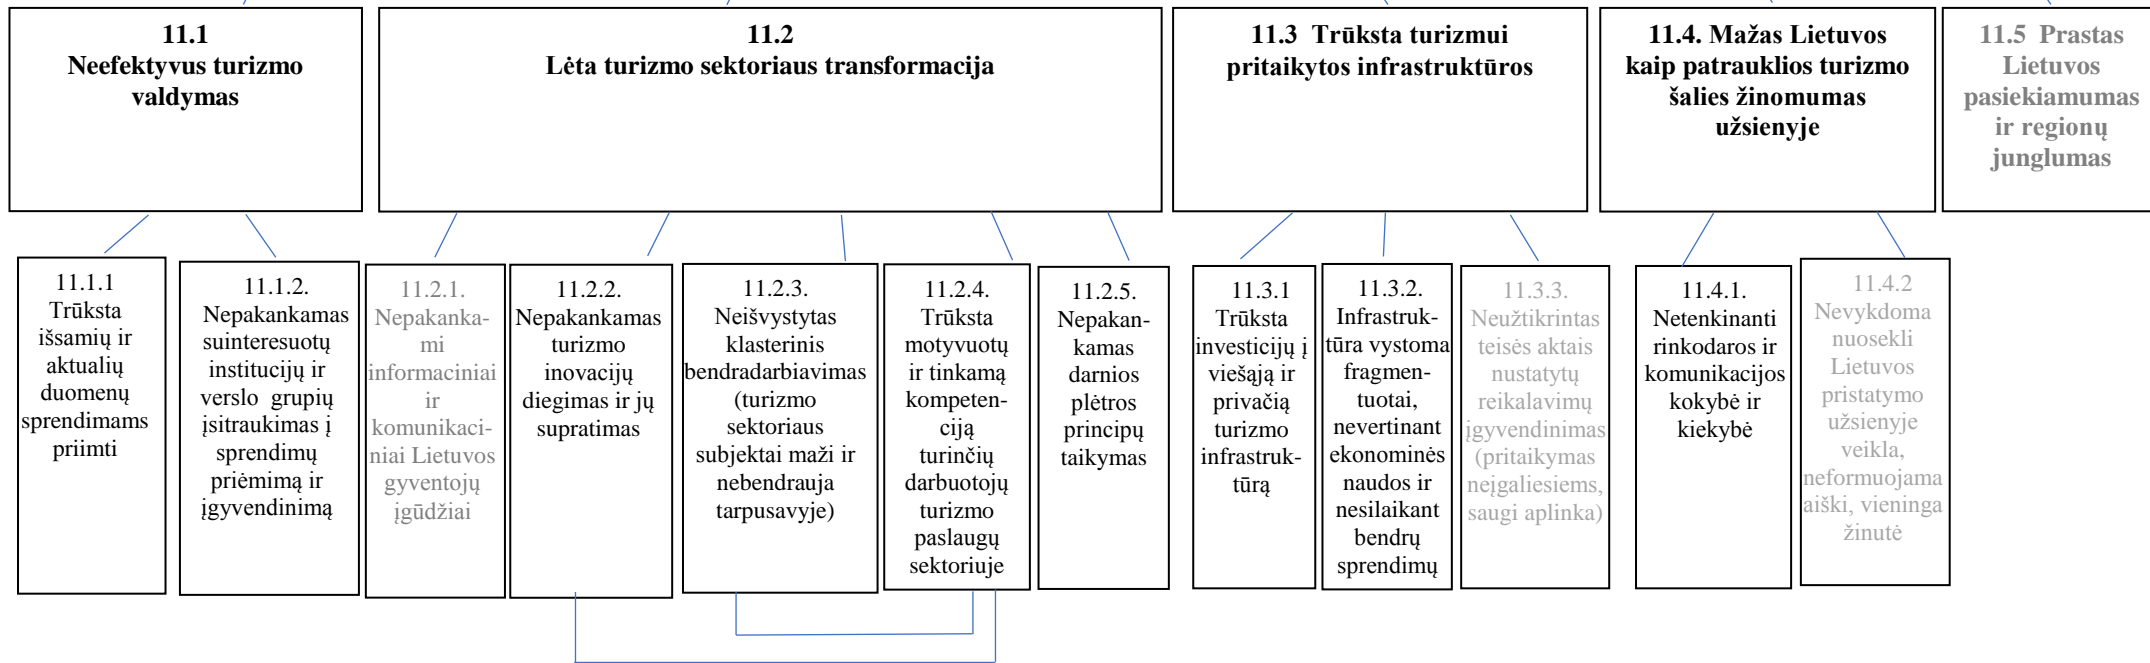 11.1
Neefektyvus turizmo
valdymas
11.2
Lėta turizmo sektoriaus transformacija
11.3 Trūksta turizmui
pritaikytos infrastruktūros
11.4. Mažas Lietuvos
kaip patrauklios turizmo
šalies žinomumas
užsienyje
11.5 Prastas
Lietuvos
pasiekiamumas
ir regionų
junglumas
11.1.1
Trūksta
išsamių ir
aktualių
duomenų
sprendimams
priimti
11.1.2.
Nepakankamas
suinteresuotų
institucijų ir
verslo grupių
įsitraukimas į
sprendimų
priėmimą ir
įgyvendinimą
11.2.1.
Nepakanka-
mi
informaciniai
ir
komunikaci-
niai Lietuvos
gyventojų
įgūdžiai
11.2.2.
Nepakankamas
turizmo
inovacijų
diegimas ir jų
supratimas
11.2.3.
Neišvystytas
klasterinis
bendradarbiavimas
(turizmo
sektoriaus
subjektai maži ir
nebendrauja
tarpusavyje)
11.2.4.
Trūksta
motyvuotų
ir tinkamą
kompeten-
ciją
turinčių
darbuotojų
turizmo
paslaugų
sektoriuje
11.2.5.
Nepakan-
kamas
darnios
plėtros
principų
taikymas
11.3.1
Trūksta
investicijų į
viešąją ir
privačią
turizmo
infrastruk-
tūrą
11.3.2.
Infrastruk-
tūra vystoma
fragmen-
tuotai,
nevertinant
ekonominės
naudos ir
nesilaikant
bendrų
sprendimų
11.3.3.
Neužtikrintas
teisės aktais
nustatytų
reikalavimų
įgyvendinimas
(pritaikymas
neįgaliesiems,
saugi aplinka)
11.4.1.
Netenkinanti
rinkodaros ir
komunikacijos
kokybė ir
kiekybė
11.4.2
Nevykdoma
nuosekli
Lietuvos
pristatymo
užsienyje
veikla,
neformuojama
aiški, vieninga
žinutė